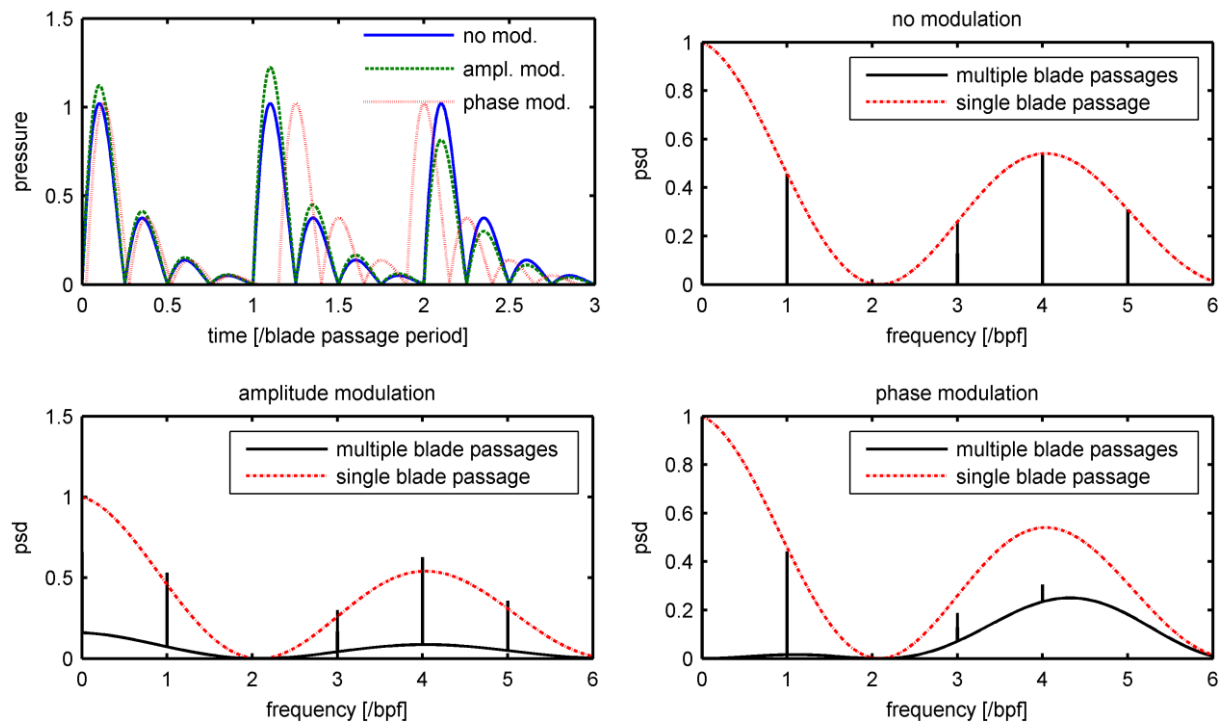 no mod.
ampl. mod.
phase mod.
1.5
1
0.5
0
pressure
0 0.5 1 1.5 2 2.5 3
time [/blade passage period]
no modulation
multiple blade passages
single blade passage
1
0.8
0.6
0.4
0.2
0
psd
0 1 2 3 4 5 6
frequency [/bpf]
amplitude modulation
multiple blade passages
single blade passage
1.5
1
0.5
0
psd
0 1 2 3 4 5 6
frequency [/bpf]
phase modulation
multiple blade passages
single blade passage
1
0.8
0.6
0.4
0.2
0
psd
0 1 2 3 4 5 6
frequency [/bpf]